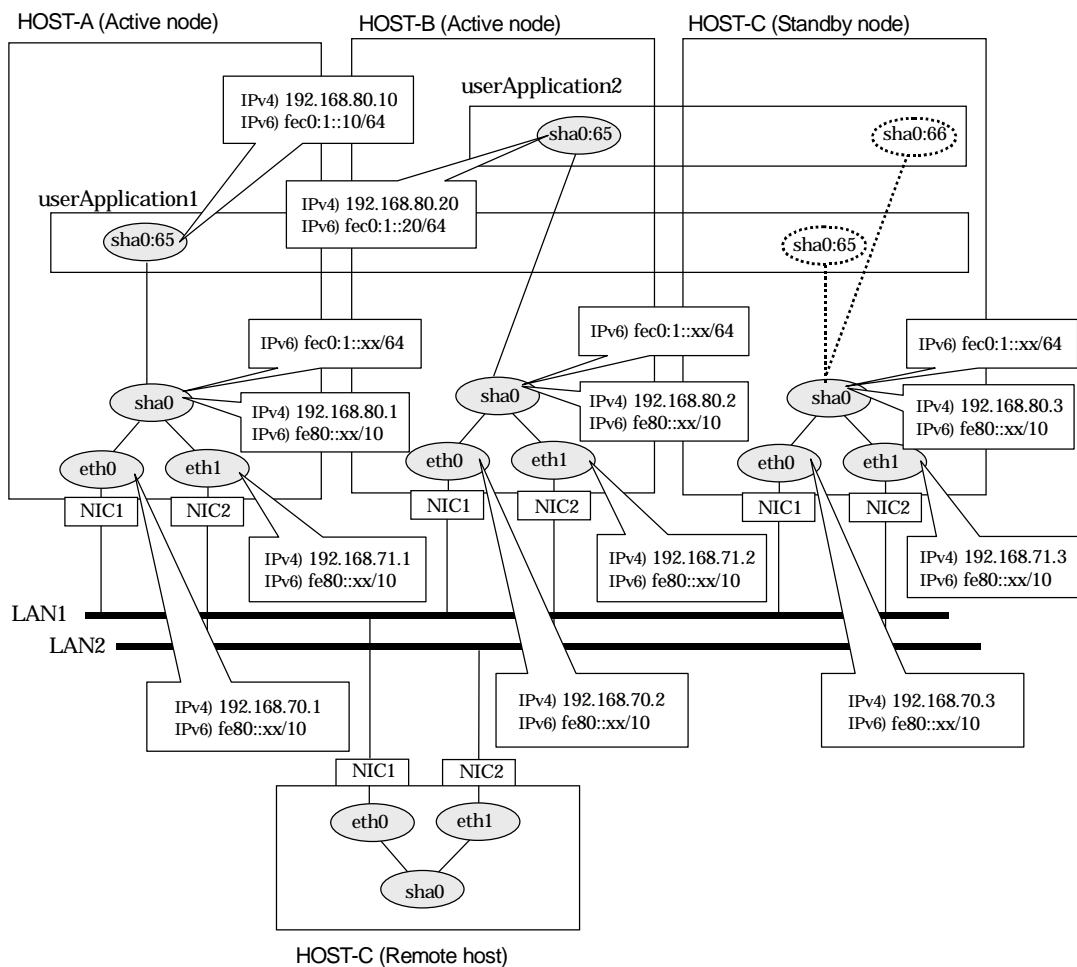 HOST-A (Active node)
HOST-B (Active node)
HOST-C (Standby node)
userApplication2
IPv4) 192.168.80.10
IPv6) fec0:1::10/64
sha0:65
sha0:66
userApplication1
IPv4) 192.168.80.20
IPv6) fec0:1::20/64
sha0:65
sha0:65
IPv6) fec0:1::xx/64
IPv6) fec0:1::xx/64
IPv6) fec0:1::xx/64
sha0
IPv4) 192.168.80.1
IPv6) fe80::xx/10
sha0
IPv4) 192.168.80.2
IPv6) fe80::xx/10
sha0
IPv4) 192.168.80.3
IPv6) fe80::xx/10
eth0
eth1
eth0
eth1
eth0
eth1
NIC1
NIC2
NIC1
NIC2
NIC1
NIC2
IPv4) 192.168.71.1
IPv6) fe80::xx/10
IPv4) 192.168.71.2
IPv6) fe80::xx/10
IPv4) 192.168.71.3
IPv6) fe80::xx/10
LAN1
LAN2
IPv4) 192.168.70.1
IPv6) fe80::xx/10
IPv4) 192.168.70.2
IPv6) fe80::xx/10
IPv4) 192.168.70.3
IPv6) fe80::xx/10
NIC1
NIC2
eth0
eth1
sha0
HOST-C (Remote host)